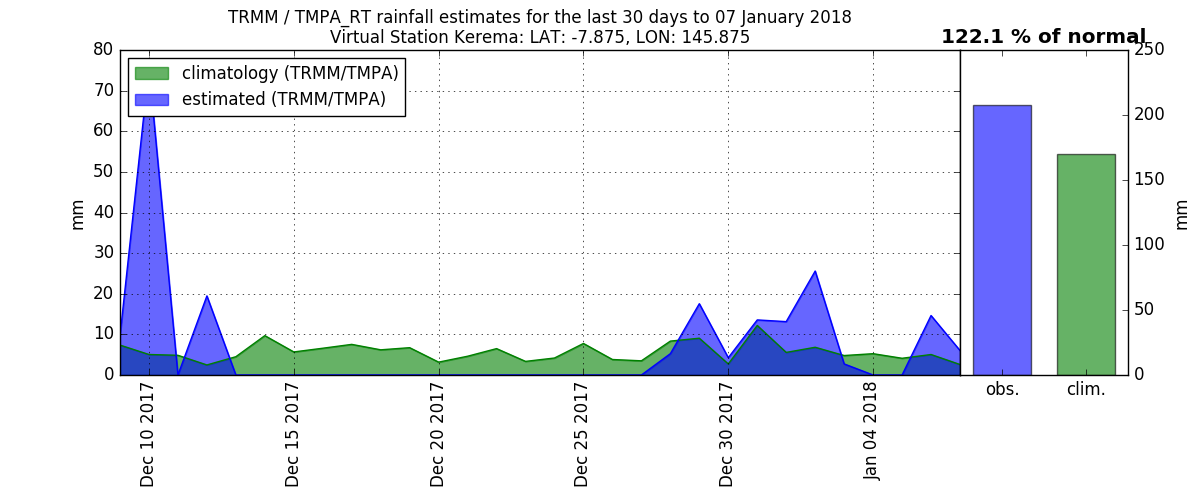 TRMM / TMPA_RT rainfall estimates for the last 30 days to 07 January 2018
Virtual Station Kerema: LAT: -7.875, LON: 145.875
122.1 % of normal
climatology (TRMM/TMPA)
estimated (TRMM/TMPA)
80
70
60
50
40
30
20
10
0
mm
Dec 10 2017
Dec 15 2017
Dec 20 2017
Dec 25 2017
Dec 30 2017
Jan 04 2018
obs.
clim.
250
200
150
100
50
0
mm